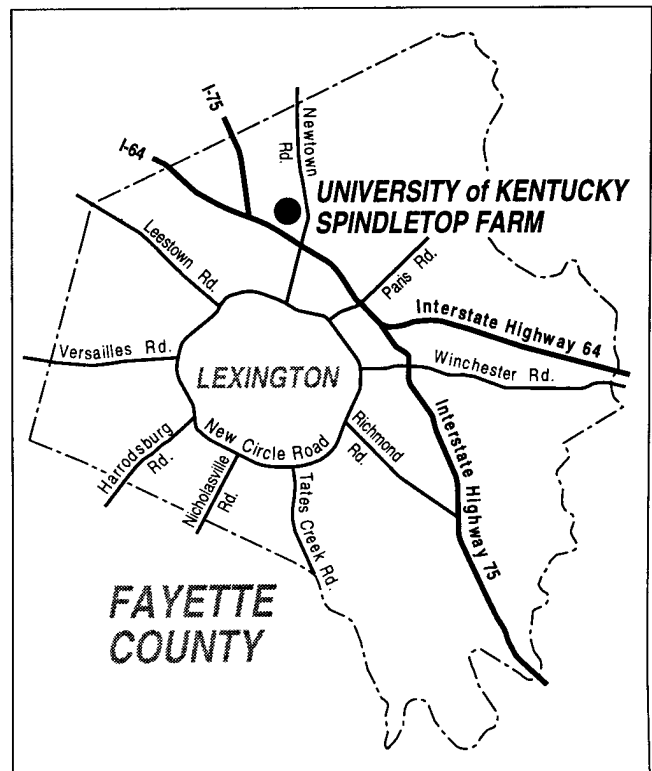 I-75
I-64
Newtown
Rd.
UNIVERSITY of KENTUCKY
SPINDLETOP FARM
Leestown Rd.
Paris Rd.
Interstate Highway 64
Versailles Rd.
LEXINGTON
Winchester Rd.
Harrodsburg
Rd.
New Circle Road
Nicholasville
Rd.
Tates Creek Rd.
Richmond
Rd.
Interstate Highway 75
FAYETTE
COUNTY